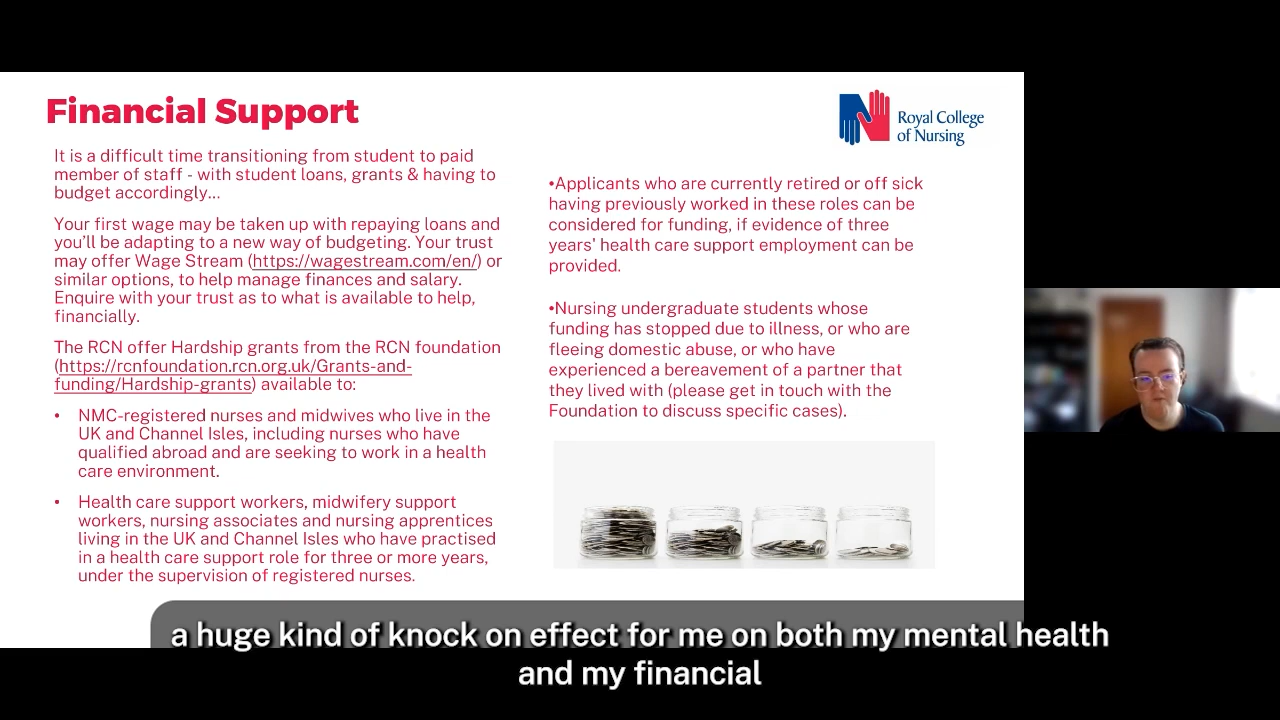 Financial Support
Royal College
of Nursing
It is a difficult time transitioning from student to paid
member of staff - with student loans, grants & having to
budget accordingly...
Your first wage may be taken up with repaying loans and
you'll be adapting to a new way of budgeting. Your trust
may offer Wage Stream (https://wagestream.com/en/) or
similar options, to help manage finances and salary.
Enquire with your trust as to what is available to help,
financially.
The RCN offer Hardship grants from the RCN foundation
(https://rcnfoundation.rcn.org.uk/Grants-and-
funding/Hardship-grants) available to:
• NMC-registered nurses and midwives who live in the
UK and Channel Isles, including nurses who have
qualified abroad and are seeking to work in a health
care environment.
• Health care support workers, midwifery support
workers, nursing associates and nursing apprentices
living in the UK and Channel Isles who have practised
in a health care support role for three or more years,
under the supervision of registered nurses.
•Applicants who are currently retired or off sick
having previously worked in these roles can be
considered for funding, if evidence of three
years' health care support employment can be
provided.
•Nursing undergraduate students whose
funding has stopped due to illness, or who are
fleeing domestic abuse, or who have
experienced a bereavement of a partner that
they lived with (please get in touch with the
Foundation to discuss specific cases).
a huge kind of knock on effect for me on both my mental health
and my financial